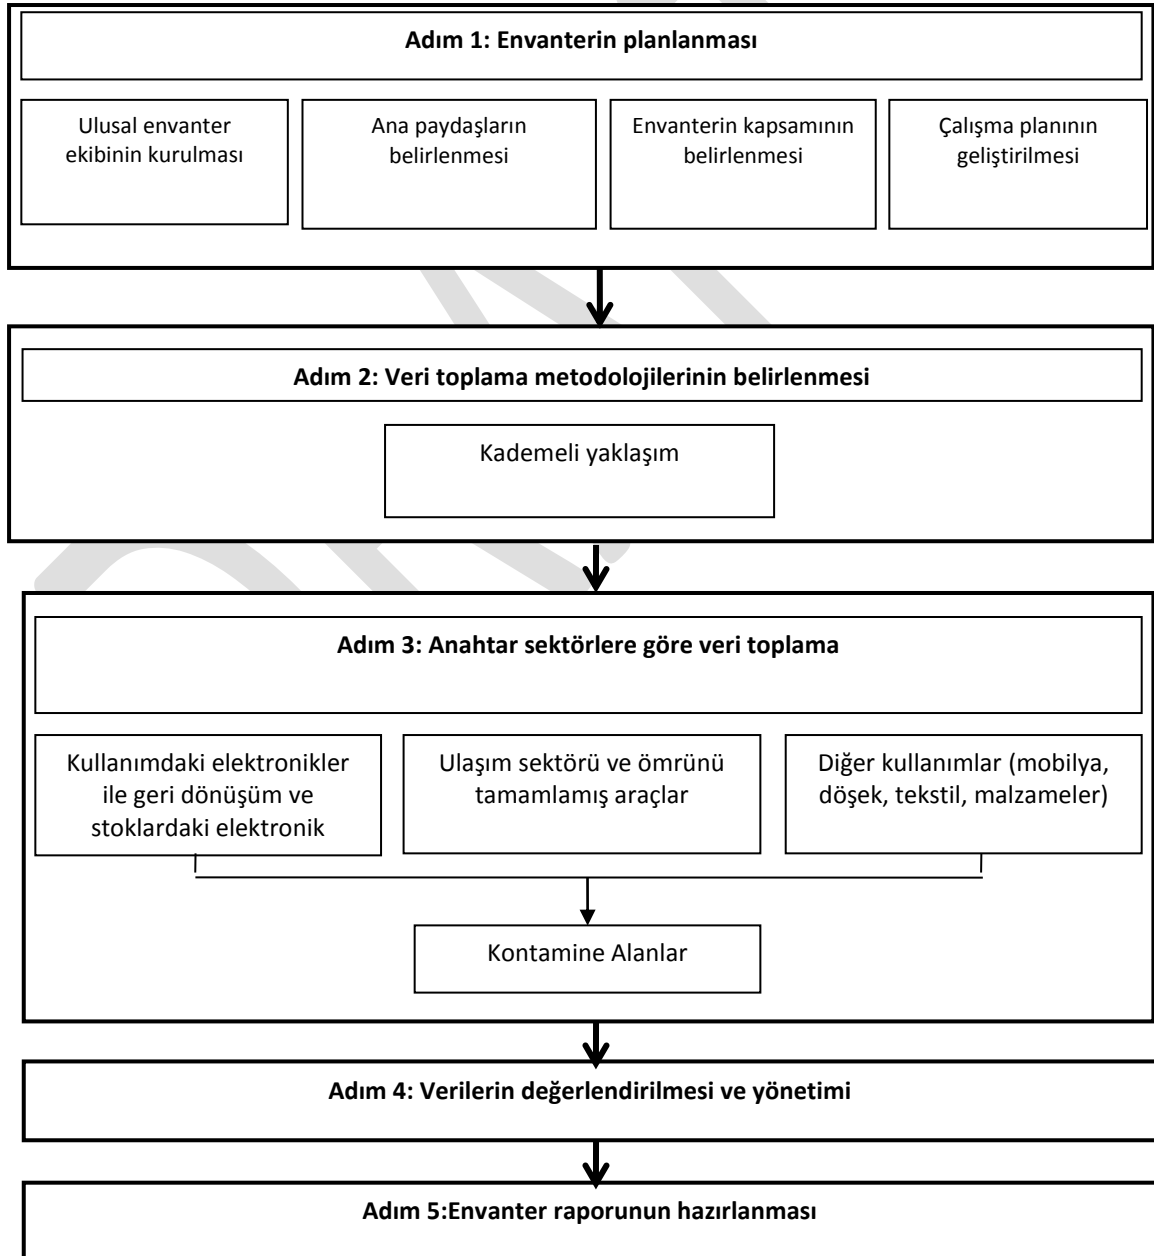 Adım 1: Envanterin planlanması
Ulusal envanter
ekibinin kurulması
Ana paydaşların
belirlenmesi
Envanterin kapsamının
belirlenmesi
Çalışma planının
geliştirilmesi
Adım 2: Veri toplama metodolojilerinin belirlenmesi
Kademeli yaklaşım
Adım 3: Anahtar sektörlere göre veri toplama
Kullanımdaki elektronikler
ile geri dönüşüm ve
stoklardaki elektronik
Ulaşım sektörü ve ömrünü
tamamlamış araçlar
Diğer kullanımlar (mobilya,
döşek, tekstil, malzameler)
Kontamine Alanlar
Adım 4: Verilerin değerlendirilmesi ve yönetimi
Adım 5:Envanter raporunun hazırlanması